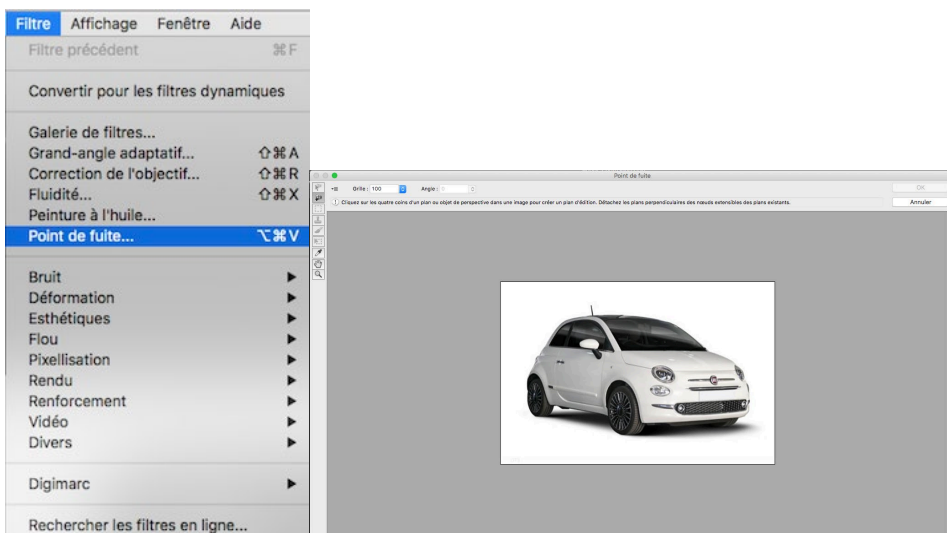 Filtre Affichage Fenêtre Aide
Filtre précédent ⌘F
Convertir pour les filtres dynamiques
Galerie de filtres...
Grand-angle adaptatif... ⇧⌘A
Correction de l'objectif... ⇧⌘R
Fluidité... ⇧⌘X
Peinture à l'huile...
Point de fuite... ⌥⌘V
Bruit ▶
Déformation ▶
Esthétiques ▶
Flou ▶
Pixellisation ▶
Rendu ▶
Renforcement ▶
Vidéo ▶
Divers ▶
Digimarc ▶
Rechercher les filtres en ligne...
Point de fuite
Grille : 100 Angle :
OK
Cliquez sur les quatre coins d'un plan ou objet de perspective dans une image pour créer un plan d'édition. Détachez les plans perpendiculaires des nœuds extensibles des plans existants.
Annuler